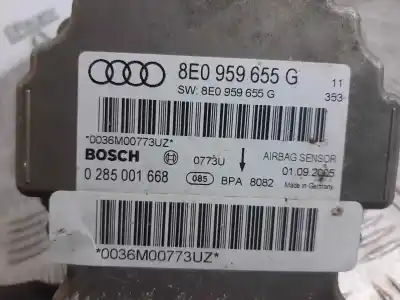 8E0 959 655 G
11
SW: 8E0 959 655 G
353
*0036M00773UZ*
BOSCH 0773U AIRBAG SENSOR
0 285 001 668 085 BPA 8082 01.09.2005
Made in Germany
*0036M00773UZ*